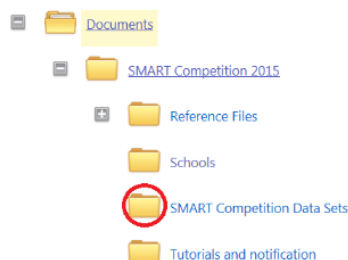 Documents
SMART Competition 2015
Reference Files
Schools
SMART Competition Data Sets
Tutorials and notification